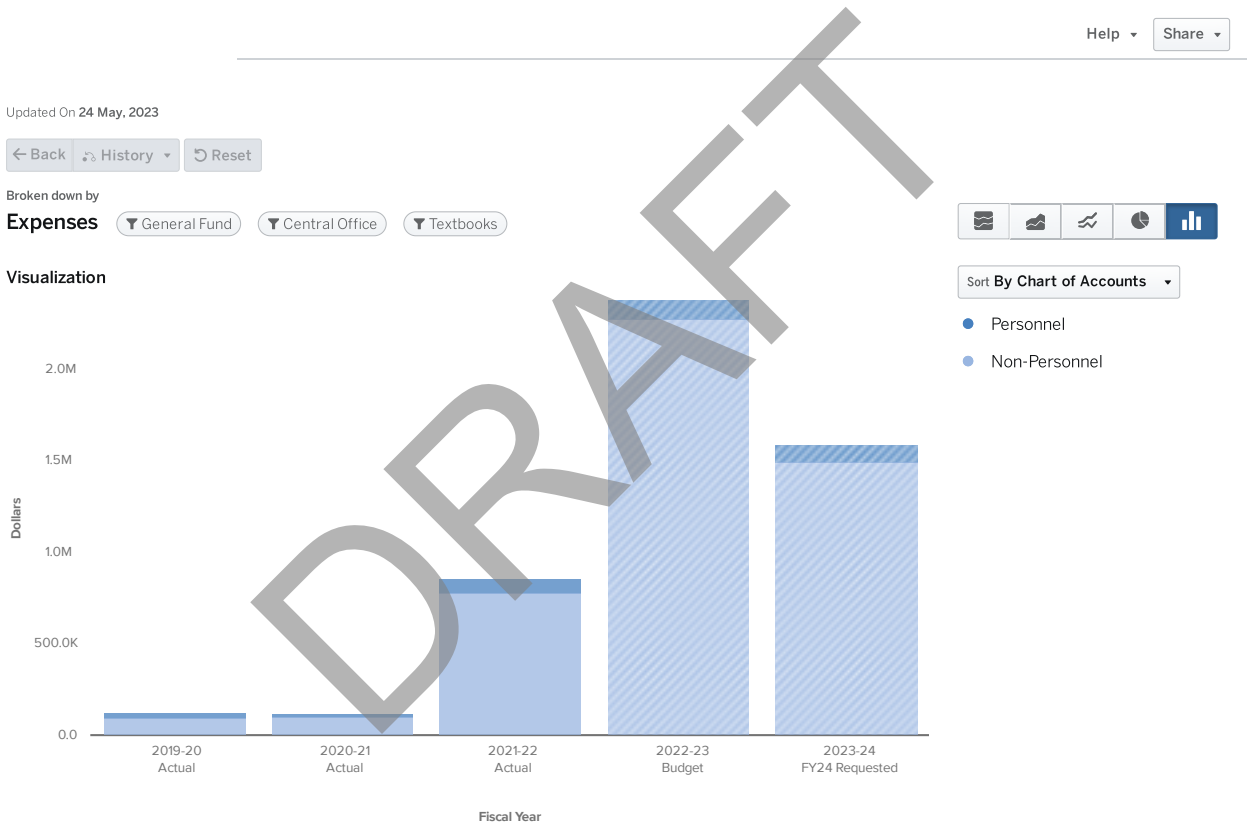 Help
Share
Updated On 24 May, 2023
Back
History
Reset
Broken down by
Expenses
General Fund
Central Office
Textbooks
Visualization
Sort By Chart of Accounts
Personnel
Non-Personnel
2.0M
1.5M
1.0M
500.0K
0.0
Dollars
2019-20
Actual
2020-21
Actual
2021-22
Actual
2022-23
Budget
2023-24
FY24 Requested
Fiscal Year
DRAFT